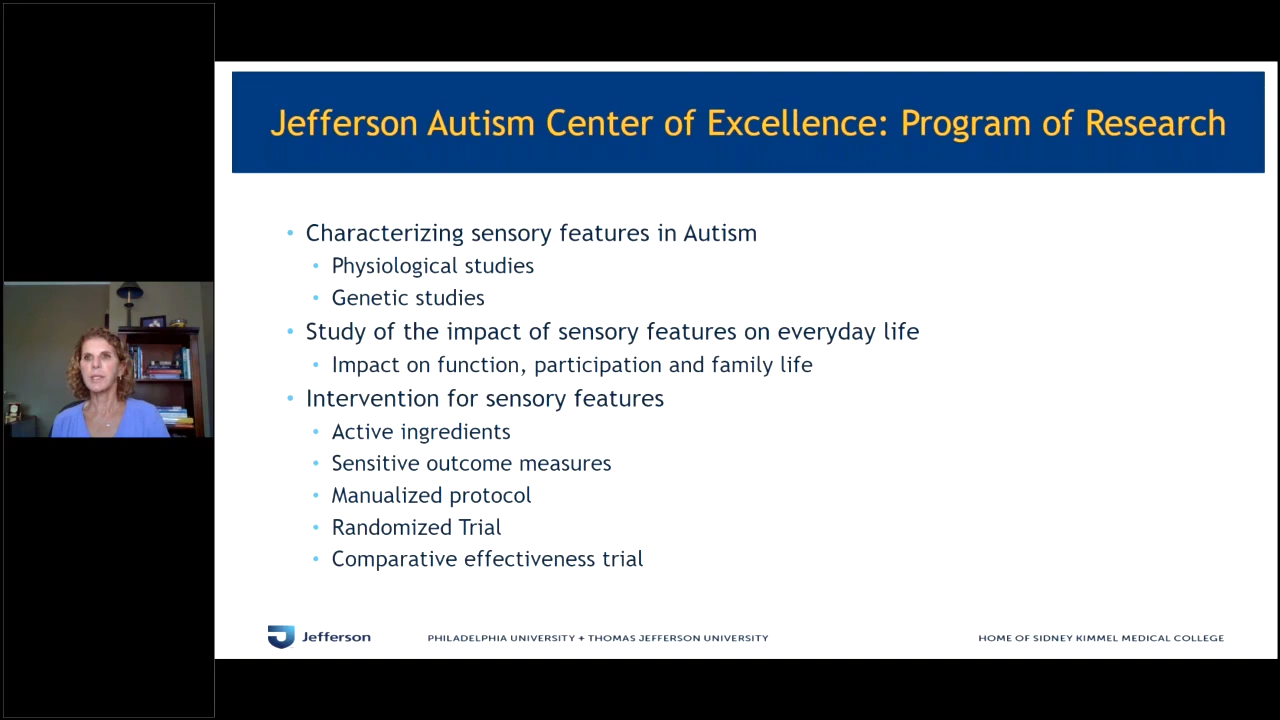 Jefferson Autism Center of Excellence: Program of Research
• Characterizing sensory features in Autism
• Physiological studies
• Genetic studies
• Study of the impact of sensory features on everyday life
• Impact on function, participation and family life
• Intervention for sensory features
• Active ingredients
• Sensitive outcome measures
• Manualized protocol
• Randomized Trial
• Comparative effectiveness trial
Jefferson
PHILADELPHIA UNIVERSITY + THOMAS JEFFERSON UNIVERSITY
HOME OF SIDNEY KIMMEL MEDICAL COLLEGE